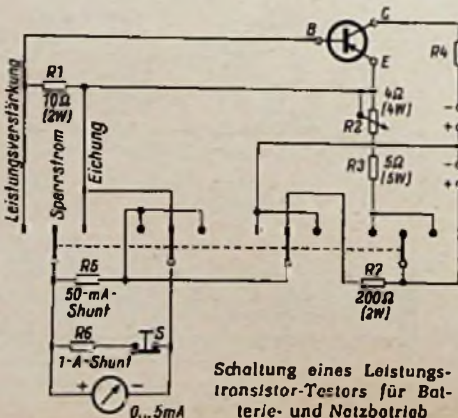 B
C
E
R4
R1
10Ω
(2W)
4Ω
(4W)
R2
R3
5Ω
(5W)
Leistungsverstärkung
Sperrstrom
Eichung
R5
50-mA-
Shunt
R6
S
1-A-Shunt
R7
200Ω
(2W)
+
-
0...5mA
-
+
-
+
Schaltung eines Leistungs-
transistor-Testors für Bat-
terie- und Netzbetrieb